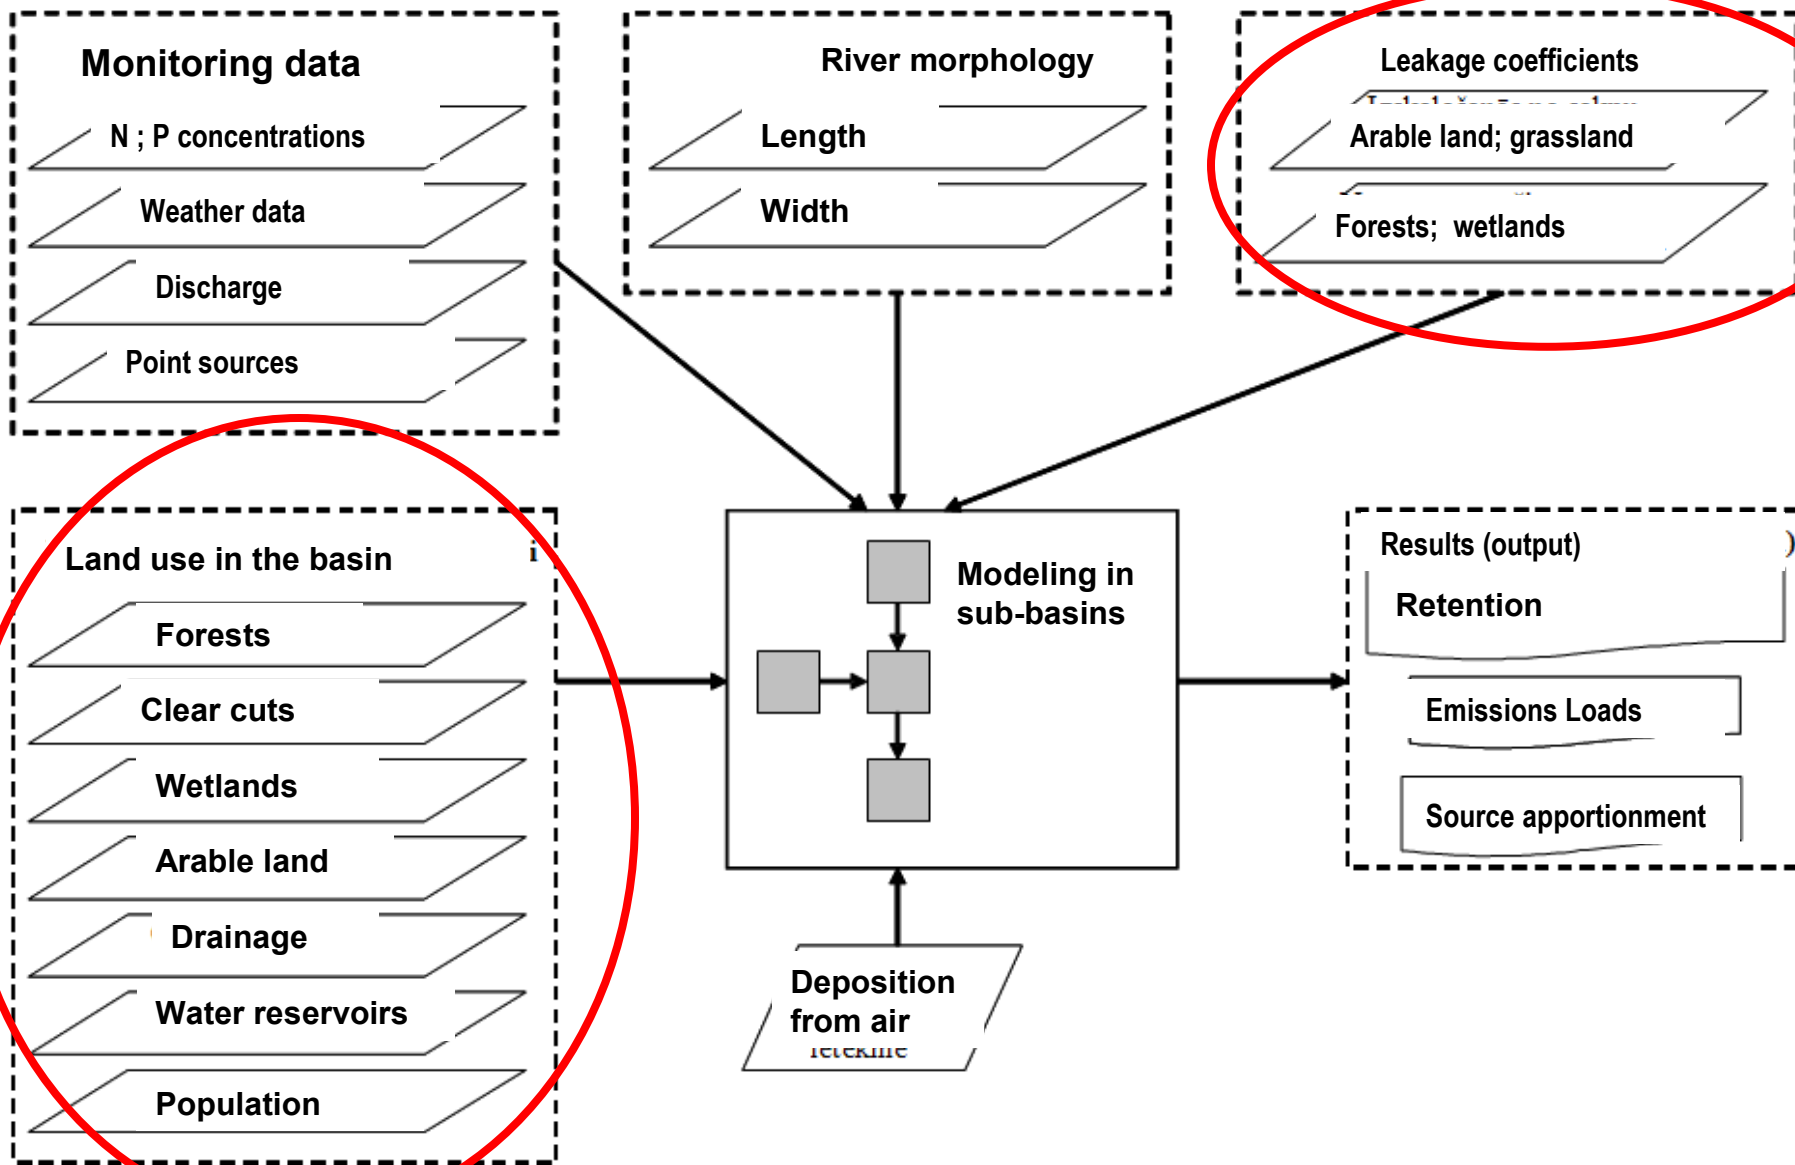 Monitoring data
N ; P concentrations
Weather data
Discharge
Point sources
River morphology
Length
Width
Leakage coefficients
Arable land; grassland
Forests;  wetlands
Land use in the basin
i
Forests
Clear cuts
Wetlands
Arable land
Drainage
Water reservoirs
Population
Modeling in
sub-basins
Deposition
from air
Results (output)
)
Retention
Emissions Loads
Source apportionment